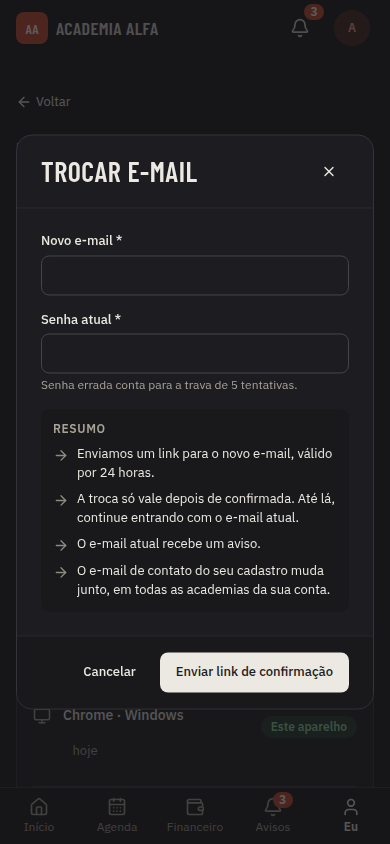 AA ACADEMIA ALFA 3 A
Voltar
TROCAR E-MAIL
Novo e-mail *
Senha atual *
Senha errada conta para a trava de 5 tentativas.
RESUMO
Enviamos um link para o novo e-mail, válido
por 24 horas.
A troca só vale depois de confirmada. Até lá,
continue entrando com o e-mail atual.
O e-mail atual recebe um aviso.
O e-mail de contato do seu cadastro muda
junto, em todas as academias da sua conta.
Cancelar Enviar link de confirmação
Chrome · Windows
Este aparelho
hoje
3
Início Agenda Financeiro Avisos Eu